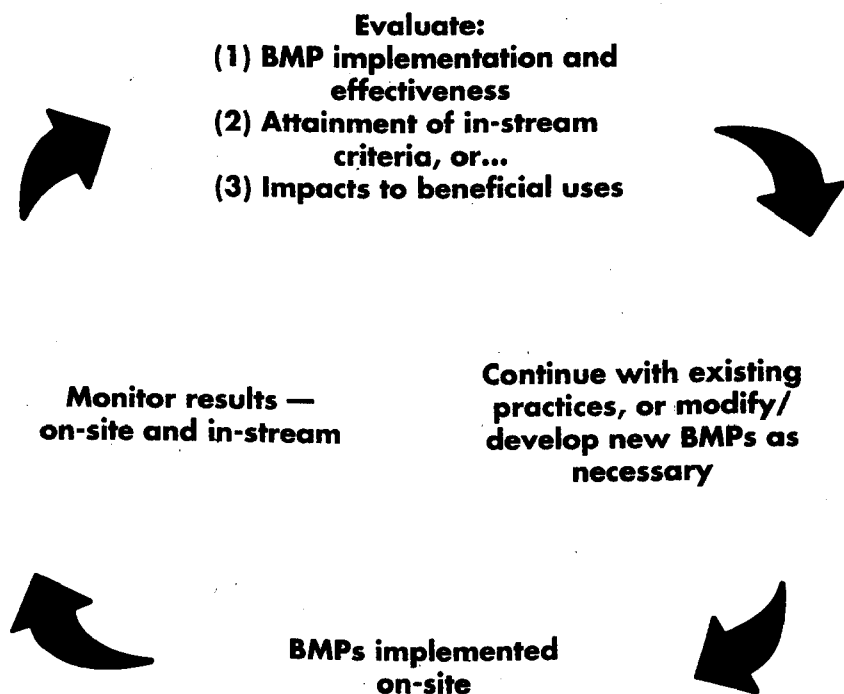 Evaluate:
(1) BMP implementation and
effectiveness
(2) Attainment of in-stream
criteria, or...
(3) Impacts to beneficial uses
Monitor results —
on-site and in-stream
Continue with existing
practices, or modify/
develop new BMPs as
necessary
BMPs implemented
on-site